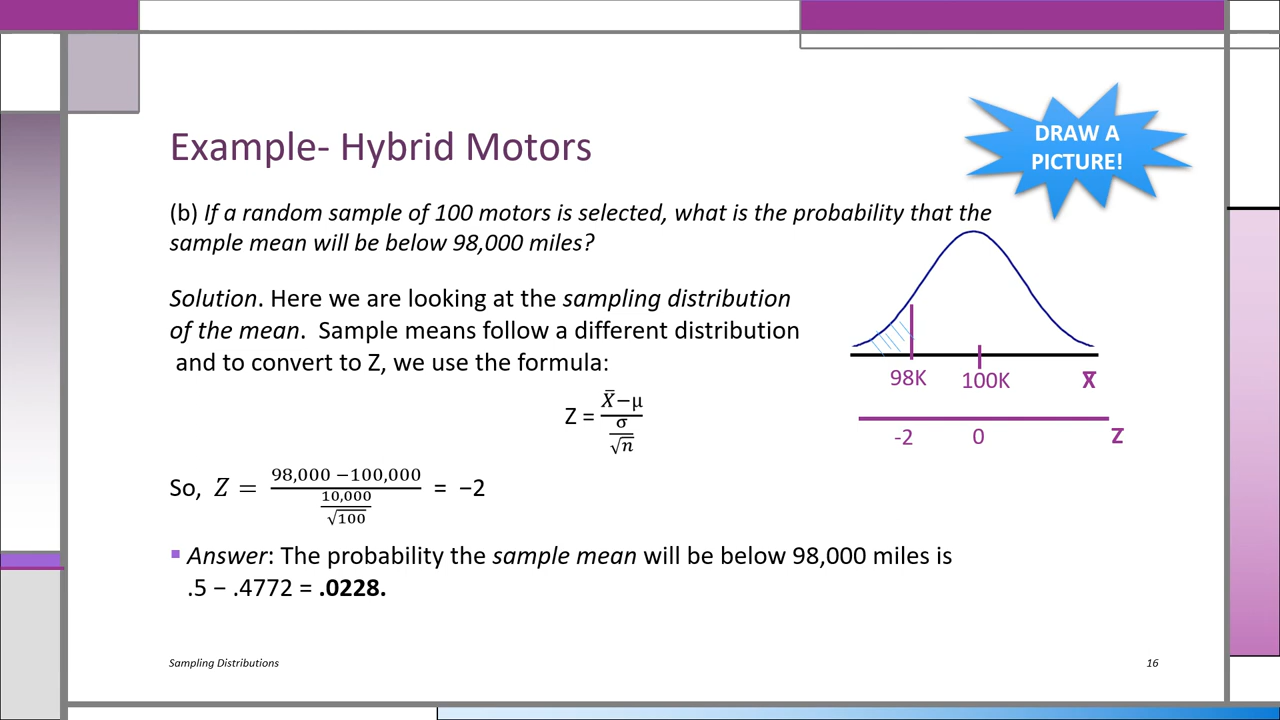 DRAW A
PICTURE!
Example- Hybrid Motors
(b) If a random sample of 100 motors is selected, what is the probability that the
sample mean will be below 98,000 miles?
Solution. Here we are looking at the sampling distribution
of the mean. Sample means follow a different distribution
and to convert to Z, we use the formula:
Z = (X̄−μ)/(σ/√n)
98K 100K X̄
-2 0 Z
So, Z = (98,000 −100,000)/(10,000/√100) = −2
▪ Answer: The probability the sample mean will be below 98,000 miles is
.5 − .4772 = .0228.
Sampling Distributions 16